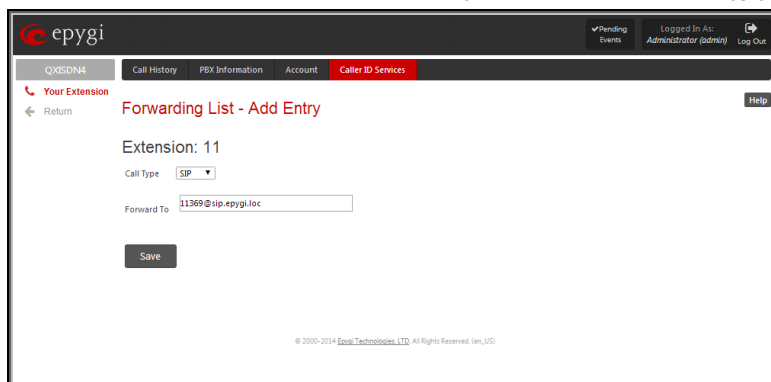 epygi
Pending Events
Logged In As: Administrator (admin)
Log Out
QXISDN4
Call History PBX Information Account Caller ID Services
Your Extension
Return
Help
Forwarding List - Add Entry
Extension: 11
Call Type SIP
Forward To 11369@sip.epygi.loc
Save
© 2000-2014 Epygi Technologies, LTD. All Rights Reserved. (en_US)